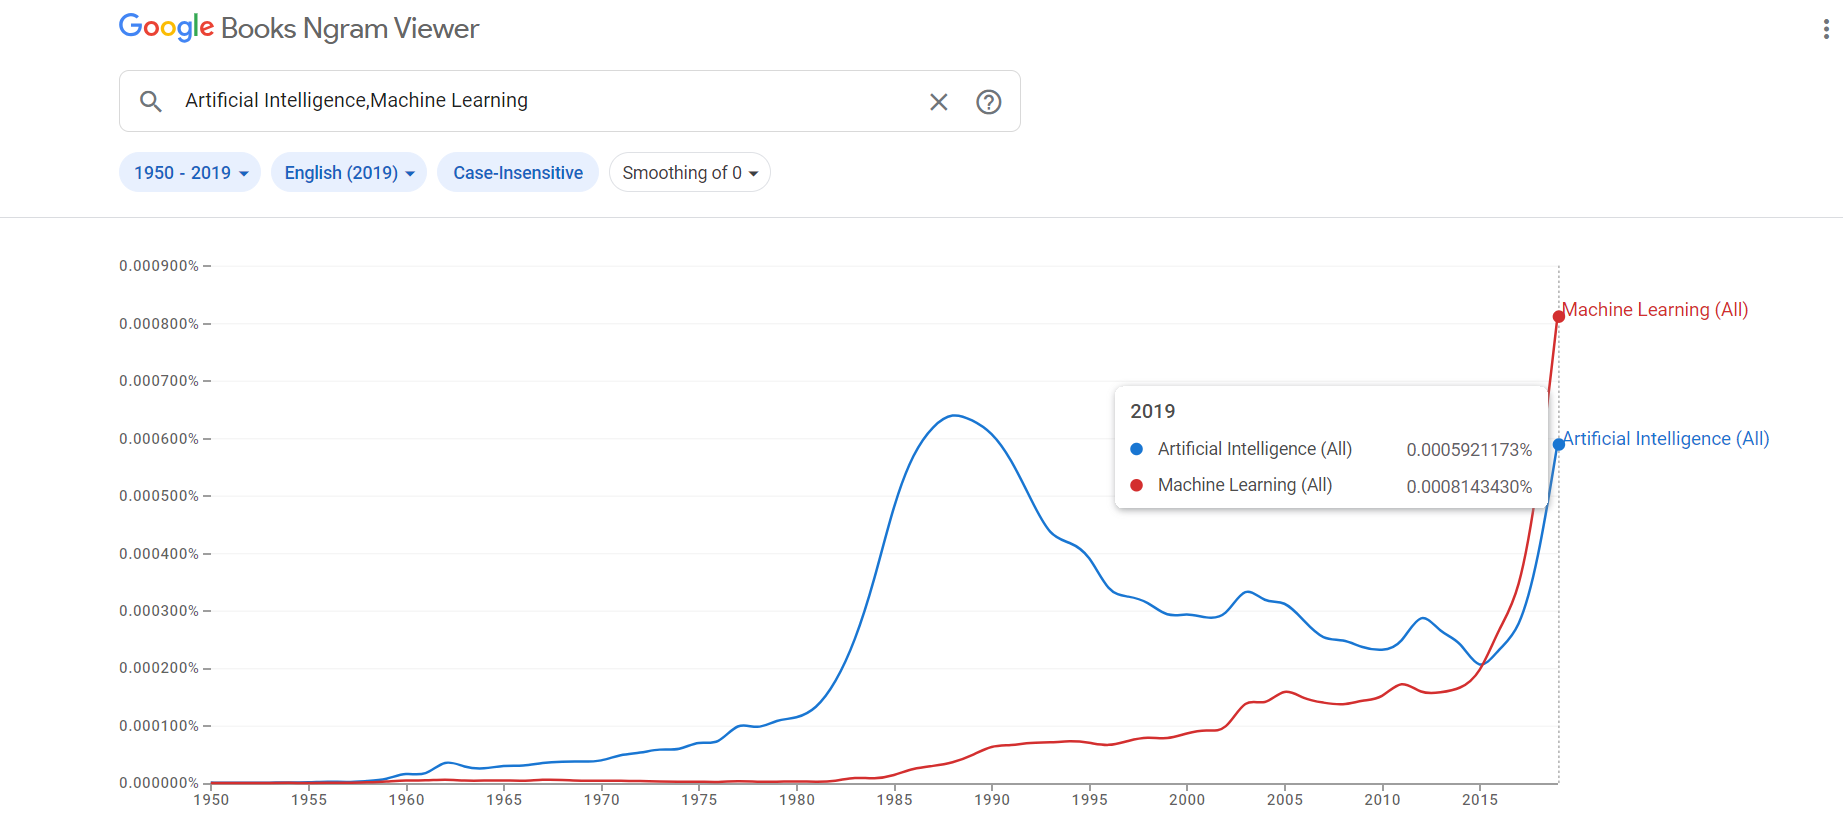 Google Books Ngram Viewer
Artificial Intelligence,Machine Learning
1950 - 2019 English (2019) Case-Insensitive Smoothing of 0
0.000900%
Machine Learning (All)
0.000800%
0.000700%
2019
0.000600%
Artificial Intelligence (All)
Artificial Intelligence (All) 0.0005921173%
Machine Learning (All) 0.0008143430%
0.000500%
0.000400%
0.000300%
0.000200%
0.000100%
0.000000%
1950 1955 1960 1965 1970 1975 1980 1985 1990 1995 2000 2005 2010 2015